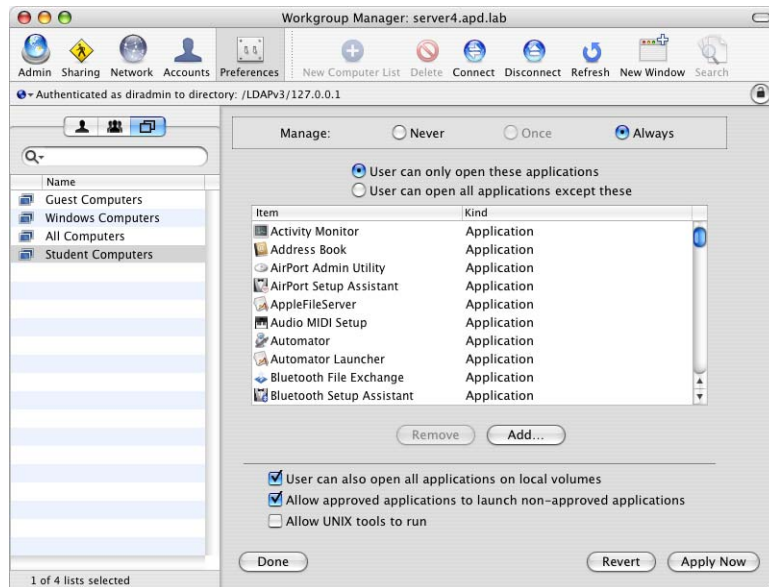 Workgroup Manager: server4.apd.lab
Admin Sharing Network Accounts Preferences New Computer List Delete Connect Disconnect Refresh New Window Search
Authenticated as diradmin to directory: /LDAPv3/127.0.0.1
Manage: Never Once Always
User can only open these applications
User can open all applications except these
Name
Guest Computers
Windows Computers
All Computers
Student Computers
Item Kind
Activity Monitor Application
Address Book Application
AirPort Admin Utility Application
AirPort Setup Assistant Application
AppleFileServer Application
Audio MIDI Setup Application
Automator Application
Automator Launcher Application
Bluetooth File Exchange Application
Bluetooth Setup Assistant Application
Remove Add...
User can also open all applications on local volumes
Allow approved applications to launch non-approved applications
Allow UNIX tools to run
Done Revert Apply Now
1 of 4 lists selected